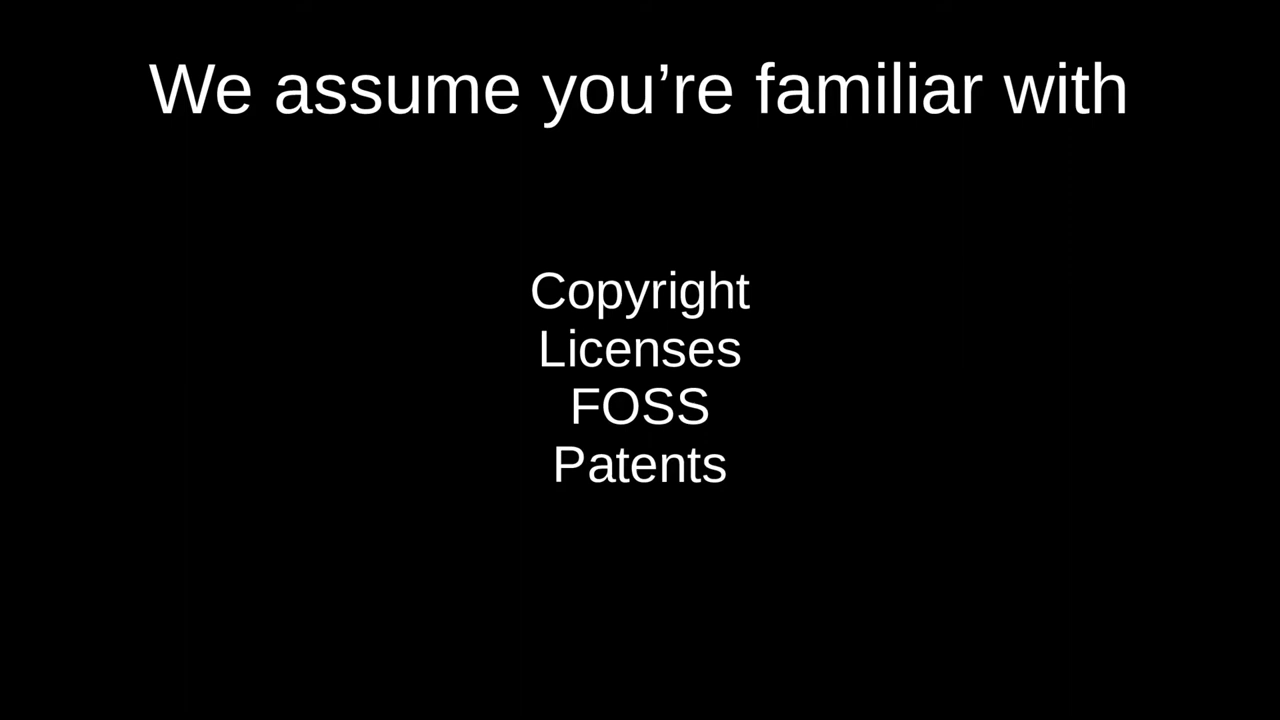 We assume you’re familiar with
Copyright
Licenses
FOSS
Patents